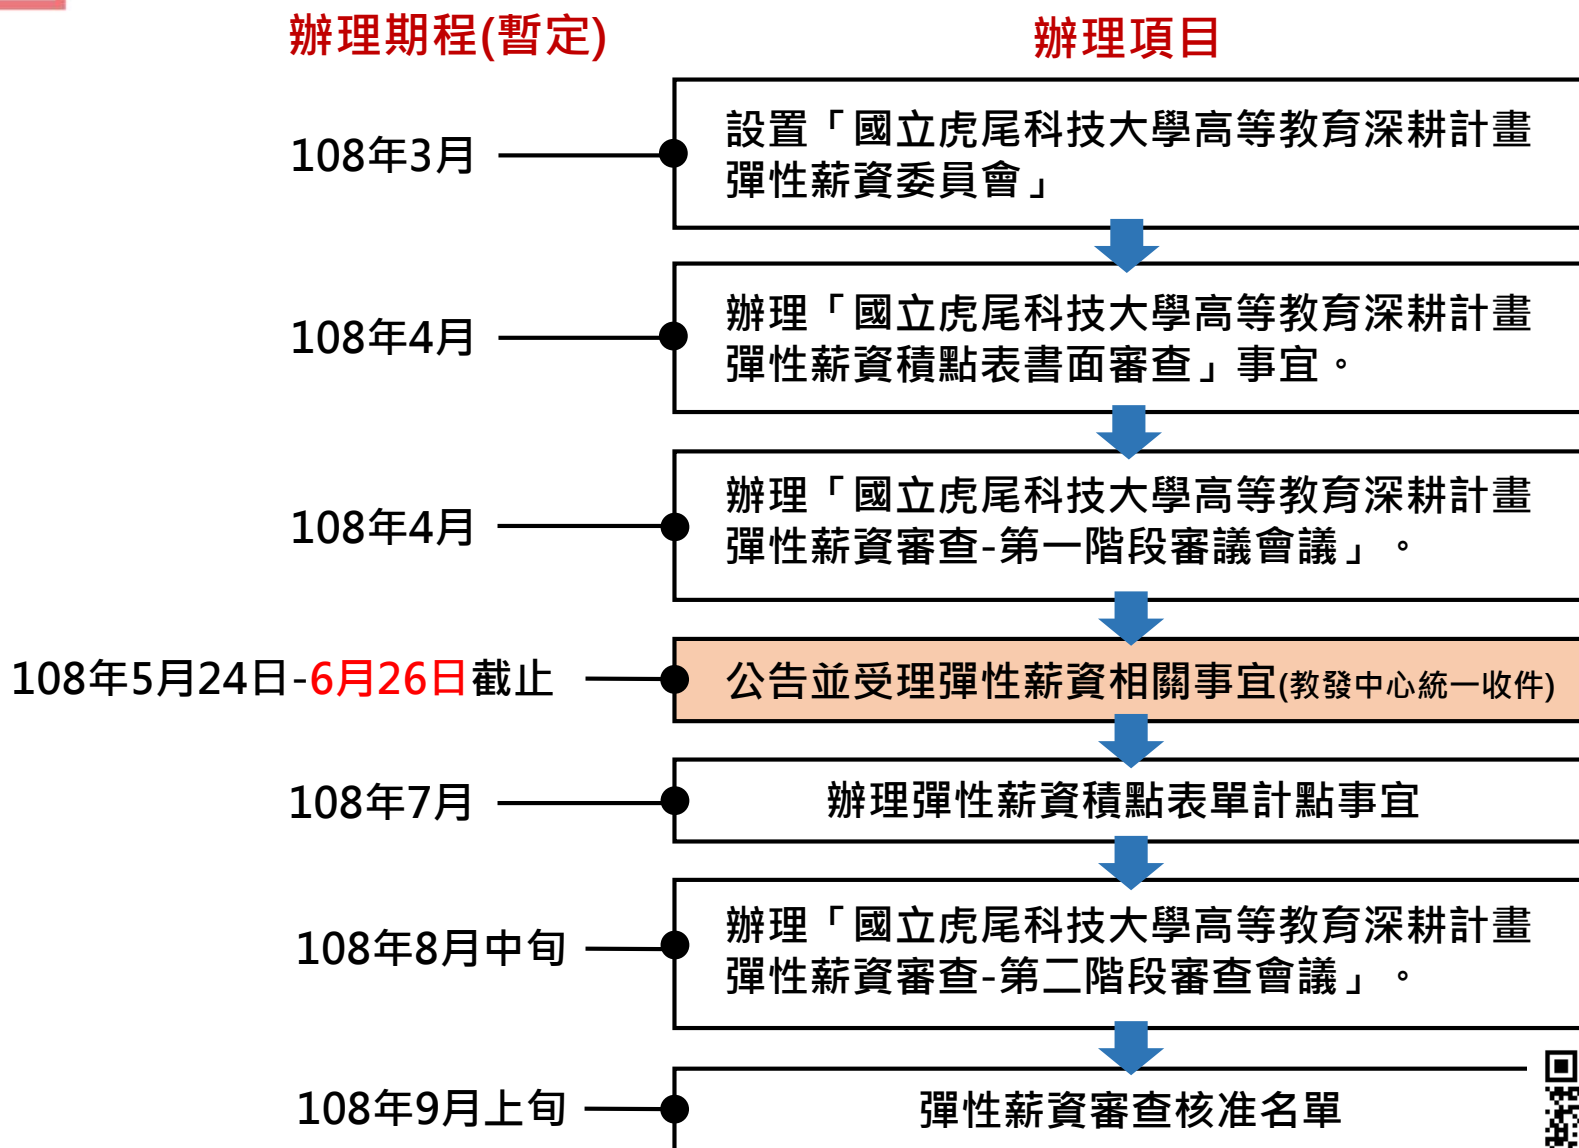 辦理期程(暫定)
辦理項目
108年3月
設置「國立虎尾科技大學高等教育深耕計畫
彈性薪資委員會」
108年4月
辦理「國立虎尾科技大學高等教育深耕計畫
彈性薪資積點表書面審查」事宜。
108年4月
辦理「國立虎尾科技大學高等教育深耕計畫
彈性薪資審查-第一階段審議會議」。
108年5月24日-6月26日截止
公告並受理彈性薪資相關事宜(教發中心統一收件)
108年7月
辦理彈性薪資積點表單計點事宜
108年8月中旬
辦理「國立虎尾科技大學高等教育深耕計畫
彈性薪資審查-第二階段審查會議」。
108年9月上旬
彈性薪資審查核准名單